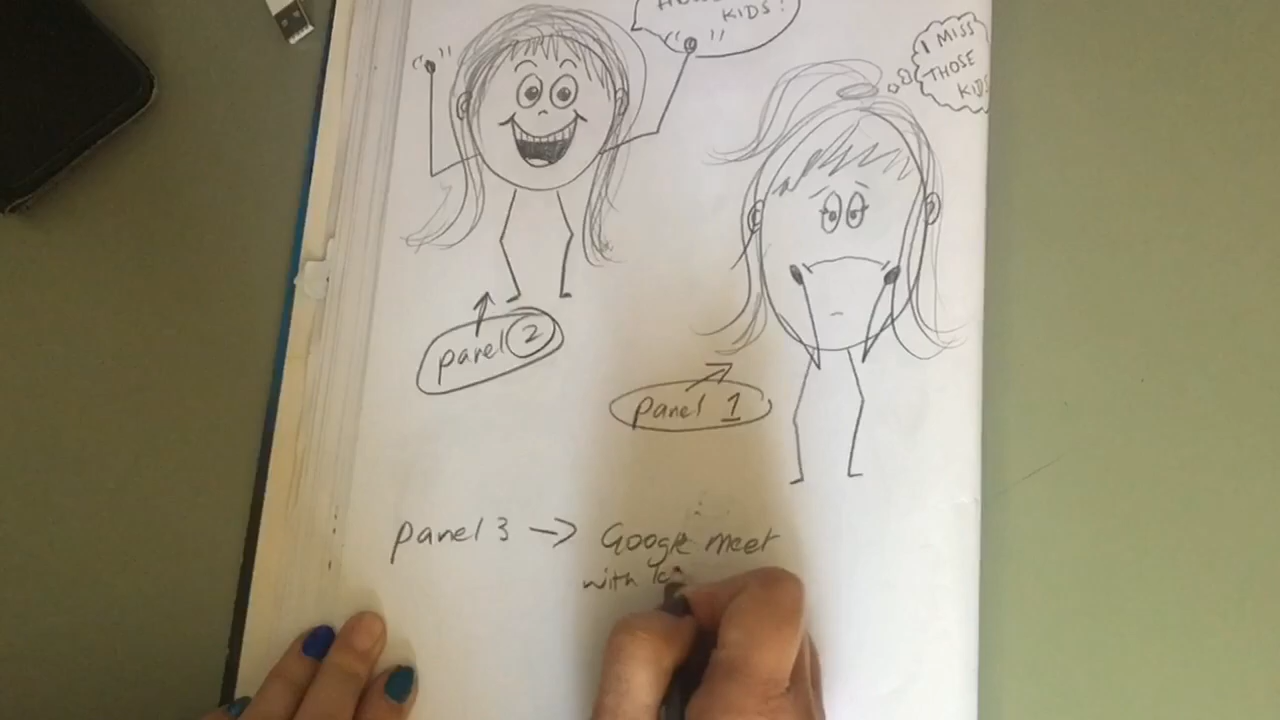 KIDS!
I MISS
THOSE
KIDS
panel 2
panel 1
panel 3 → Google meet
with